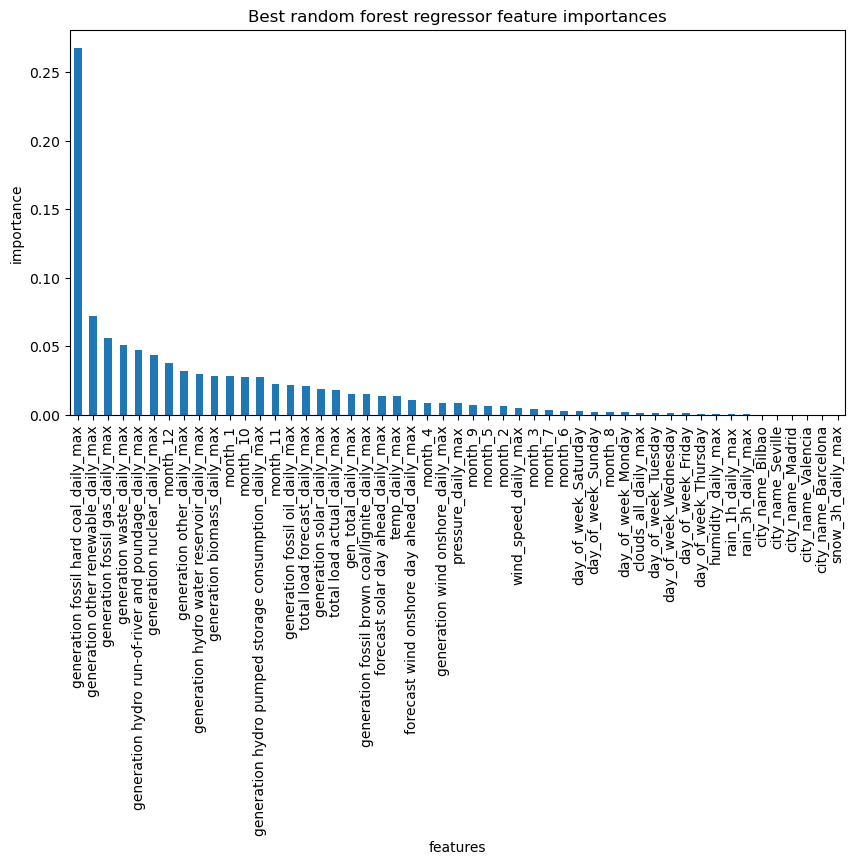 Best random forest regressor feature importances
importance
0.25
0.20
0.15
0.10
0.05
0.00
generation fossil hard coal_daily_max
generation other renewable_daily_max
generation fossil gas_daily_max
generation waste_daily_max
generation hydro run-of-river and poundage_daily_max
generation nuclear_daily_max
month_12
generation other_daily_max
generation hydro water reservoir_daily_max
generation biomass_daily_max
month_1
month_10
generation hydro pumped storage consumption_daily_max
month_11
generation fossil oil_daily_max
total load forecast_daily_max
generation solar_daily_max
total load actual_daily_max
gen_total_daily_max
generation fossil brown coal/lignite_daily_max
forecast solar day ahead_daily_max
temp_daily_max
forecast wind onshore day ahead_daily_max
month_4
generation wind onshore_daily_max
pressure_daily_max
month_9
month_5
month_2
wind_speed_daily_max
month_3
month_7
month_6
day_of_week_Saturday
day_of_week_Sunday
month_8
day_of_week_Monday
clouds_all_daily_max
day_of_week_Tuesday
day_of_week_Wednesday
day_of_week_Friday
day_of_week_Thursday
humidity_daily_max
rain_1h_daily_max
rain_3h_daily_max
city_name_Bilbao
city_name_Seville
city_name_Madrid
city_name_Valencia
city_name_Barcelona
snow_3h_daily_max
features